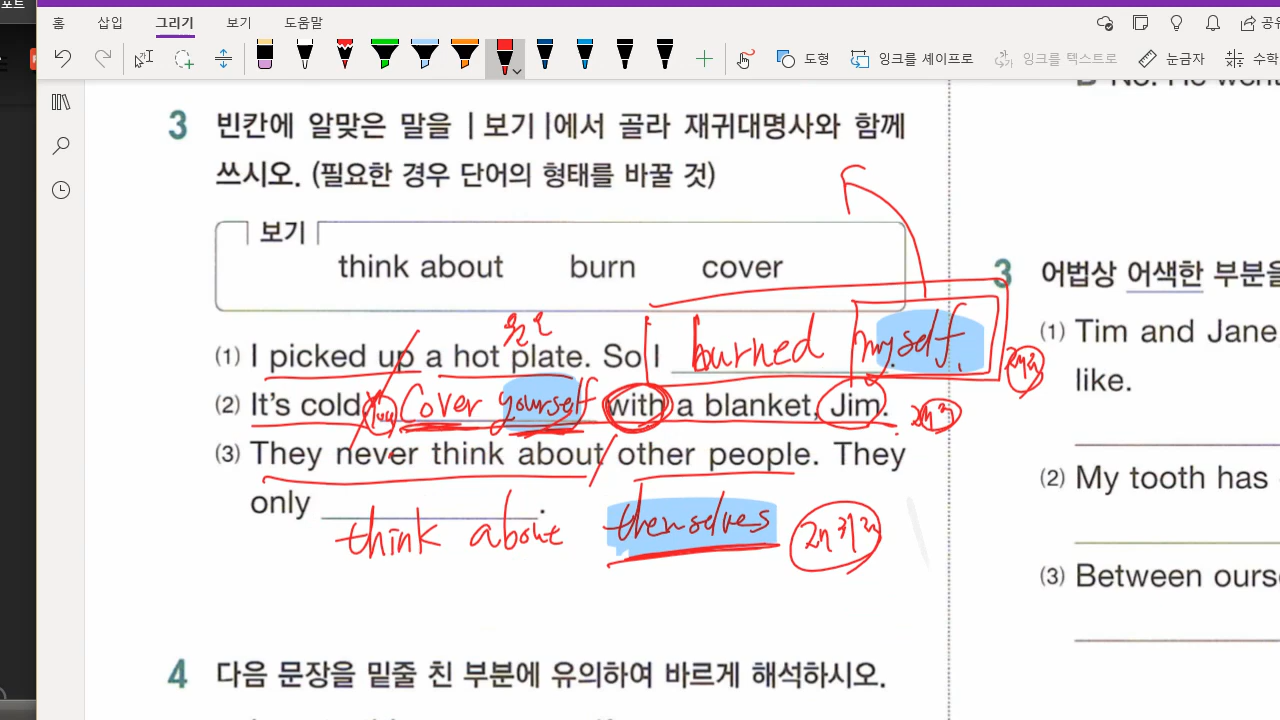 포트
홈 삽입 그리기 보기 도움말 공유
도형 잉크를 셰이프로 잉크를 텍스트로 눈금자 수학
3 빈칸에 알맞은 말을 | 보기 |에서 골라 재귀대명사와 함께
쓰시오. (필요한 경우 단어의 형태를 바꿀 것)
보기
think about burn cover
(1) I picked up a hot plate. So I burned myself.
(2) It's cold. Cover yourself with a blanket, Jim.
(3) They never think about other people. They
only ______.
think about themselves
4 다음 문장을 밑줄 친 부분에 유의하여 바르게 해석하시오.
3 어법상 어색한 부분을
(1) Tim and Jane
like.
(2) My tooth has
(3) Between ourse